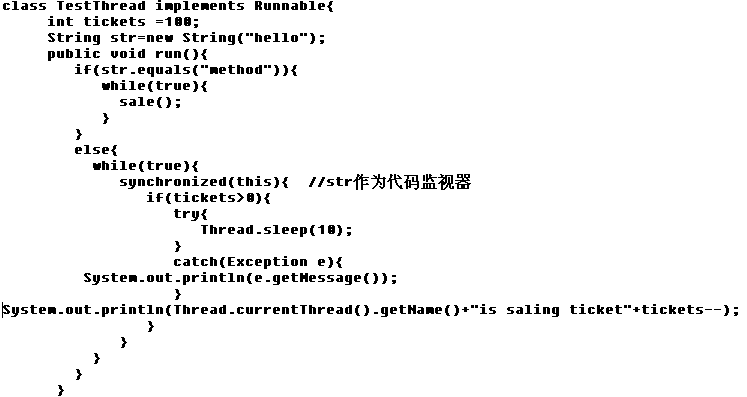 class TestThread implements Runnable{
int tickets =100;
String str=new String("hello");
public void run(){
if(str.equals("method")){
while(true){
sale();
}
}
else{
while(true){
synchronized(this){ //str作为代码监视器
if(tickets>0){
try{
Thread.sleep(10);
}
catch(Exception e){
System.out.println(e.getMessage());
}
System.out.println(Thread.currentThread().getName()+"is saling ticket"+tickets--);
}
}
}
}
}